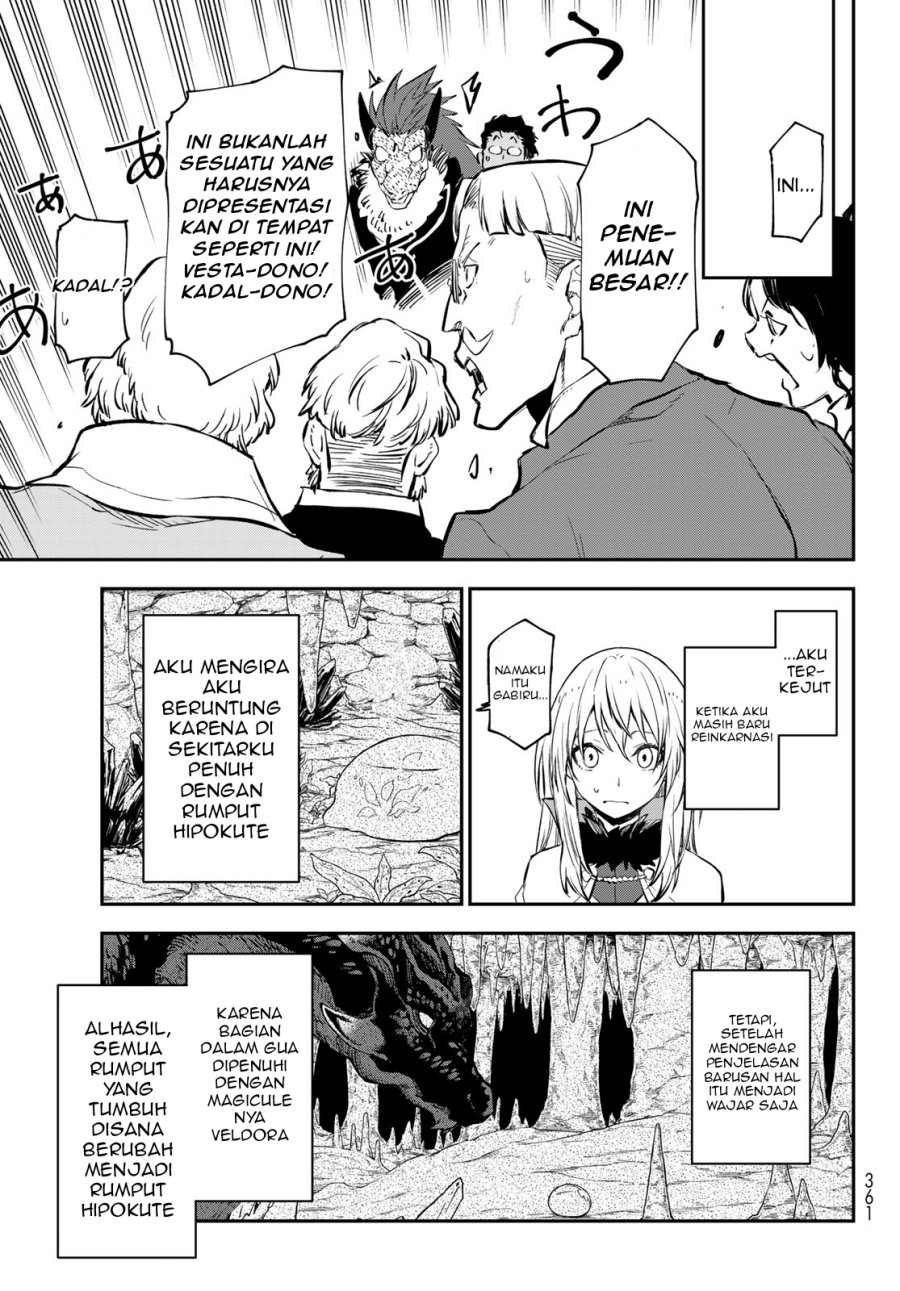 INI...
INI
PENE-
MUAN
BESAR!!
INI BUKANLAH
SESUATU YANG
HARUSNYA
DIPRESENTASI
KAN DI TEMPAT
SEPERTI INI!
VESTA-DONO!
KADAL-DONO!
KADAL!?
うわ
ああああ
...AKU
TER-
KEJUT
KETIKA AKU
MASIH BARU
REINKARNASI
NAMAKU
ITU
GABIRU...
AKU MENGIRA
AKU
BERUNTUNG
KARENA DI
SEKITARKU
PENUH
DENGAN
RUMPUT
HIPOKUTE
TETAPI,
SETELAH
MENDENGAR
PENJELASAN
BARUSAN HAL
ITU MENJADI
WAJAR SAJA
KARENA
BAGIAN
DALAM GUA
DIPENUHI
DENGAN
MAGICULE
NYA
VELDORA
ALHASIL,
SEMUA
RUMPUT
YANG
TUMBUH
DISANA
BERUBAH
MENJADI
RUMPUT
HIPOKUTE
361